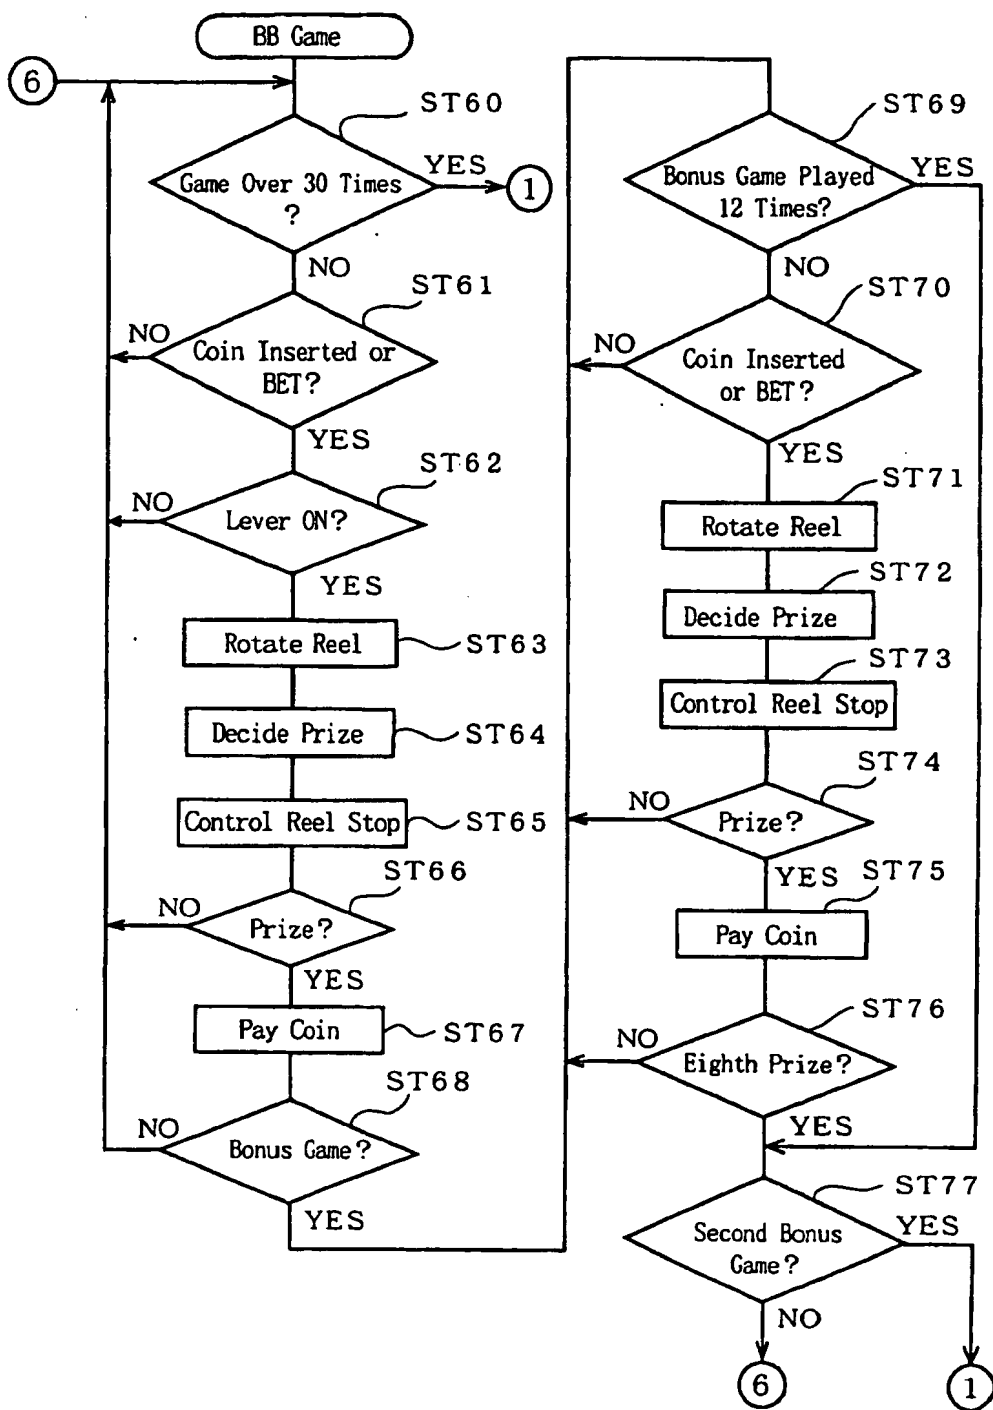 BB Game
6
ST60
Game Over 30 Times
?
YES
1
NO
ST61
Coin Inserted or
BET?
NO
YES
ST62
Lever ON?
NO
YES
Rotate Reel
ST63
Decide Prize
ST64
Control Reel Stop
ST65
ST66
Prize?
NO
YES
Pay Coin
ST67
ST68
Bonus Game?
NO
YES
ST69
Bonus Game Played
12 Times?
YES
NO
ST70
Coin Inserted
or BET?
NO
YES
ST71
Rotate Reel
ST72
Decide Prize
ST73
Control Reel Stop
ST74
Prize?
NO
YES
ST75
Pay Coin
ST76
Eighth Prize?
NO
YES
ST77
Second Bonus
Game?
YES
NO
6
1